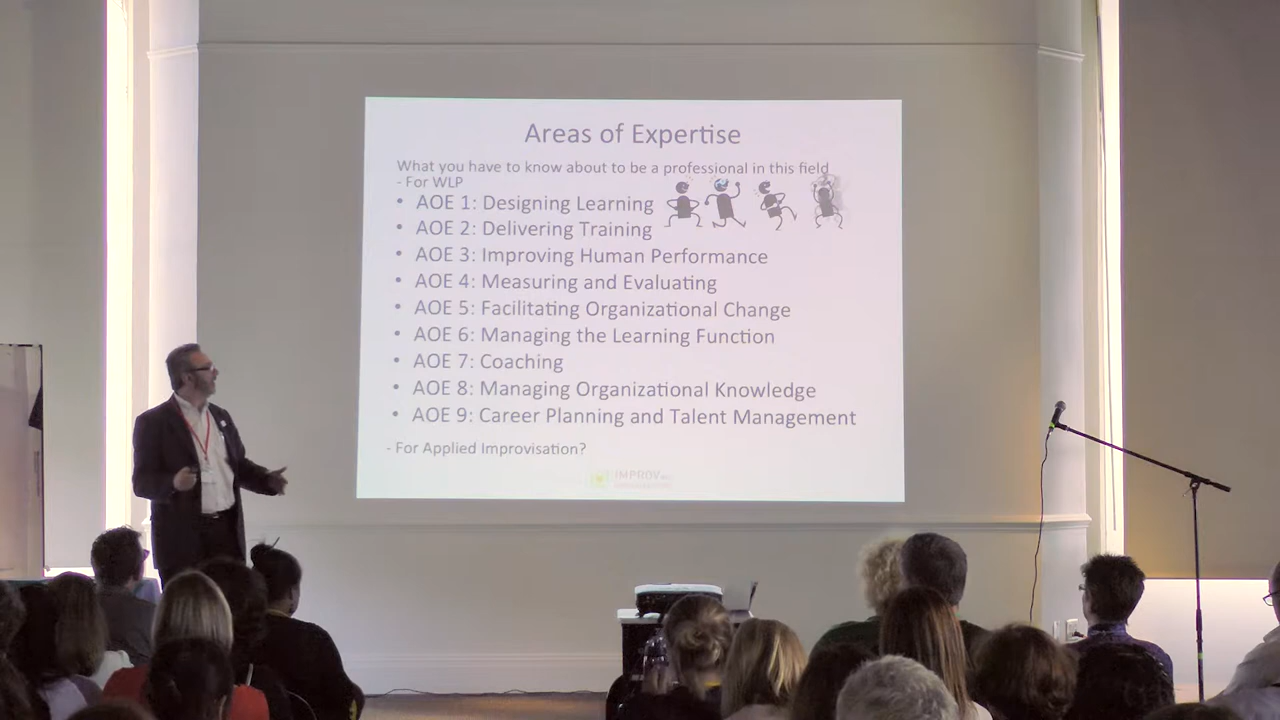 Areas of Expertise
What you have to know about to be a professional in this field
- For WLP
• AOE 1: Designing Learning
• AOE 2: Delivering Training
• AOE 3: Improving Human Performance
• AOE 4: Measuring and Evaluating
• AOE 5: Facilitating Organizational Change
• AOE 6: Managing the Learning Function
• AOE 7: Coaching
• AOE 8: Managing Organizational Knowledge
• AOE 9: Career Planning and Talent Management
- For Applied Improvisation?
IMPROV